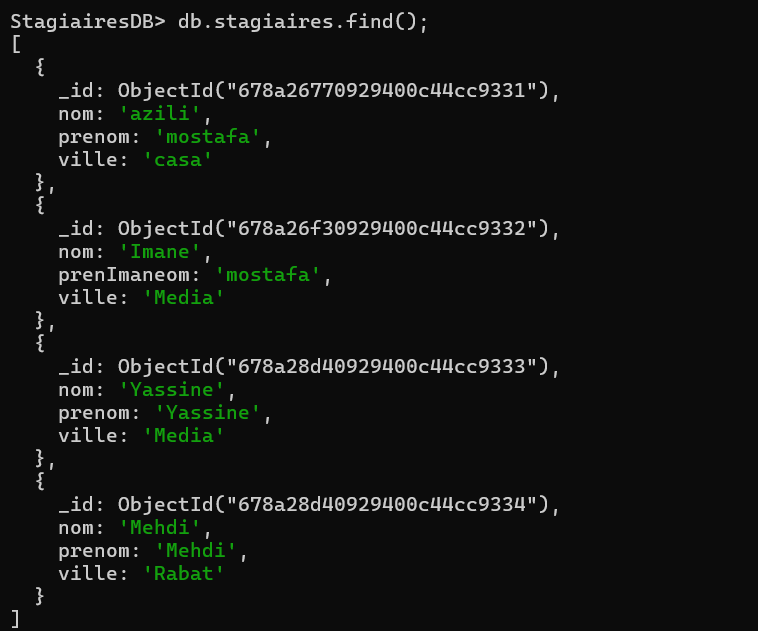 StagiairesDB> db.stagiaires.find();
[
  {
    _id: ObjectId("678a26770929400c44cc9331"),
    nom: 'azili',
    prenom: 'mostafa',
    ville: 'casa'
  },
  {
    _id: ObjectId("678a26f30929400c44cc9332"),
    nom: 'Imane',
    prenImaneom: 'mostafa',
    ville: 'Media'
  },
  {
    _id: ObjectId("678a28d40929400c44cc9333"),
    nom: 'Yassine',
    prenom: 'Yassine',
    ville: 'Media'
  },
  {
    _id: ObjectId("678a28d40929400c44cc9334"),
    nom: 'Mehdi',
    prenom: 'Mehdi',
    ville: 'Rabat'
  }
]